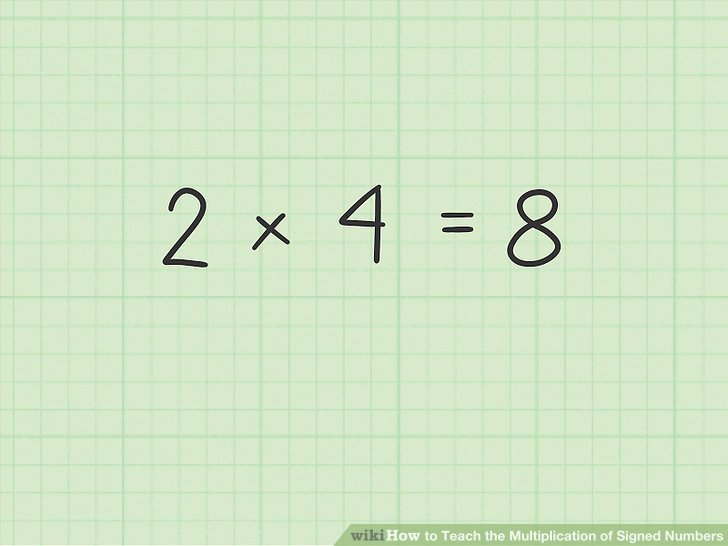 2 × 4 = 8
wikiHow to Teach the Multiplication of Signed Numbers